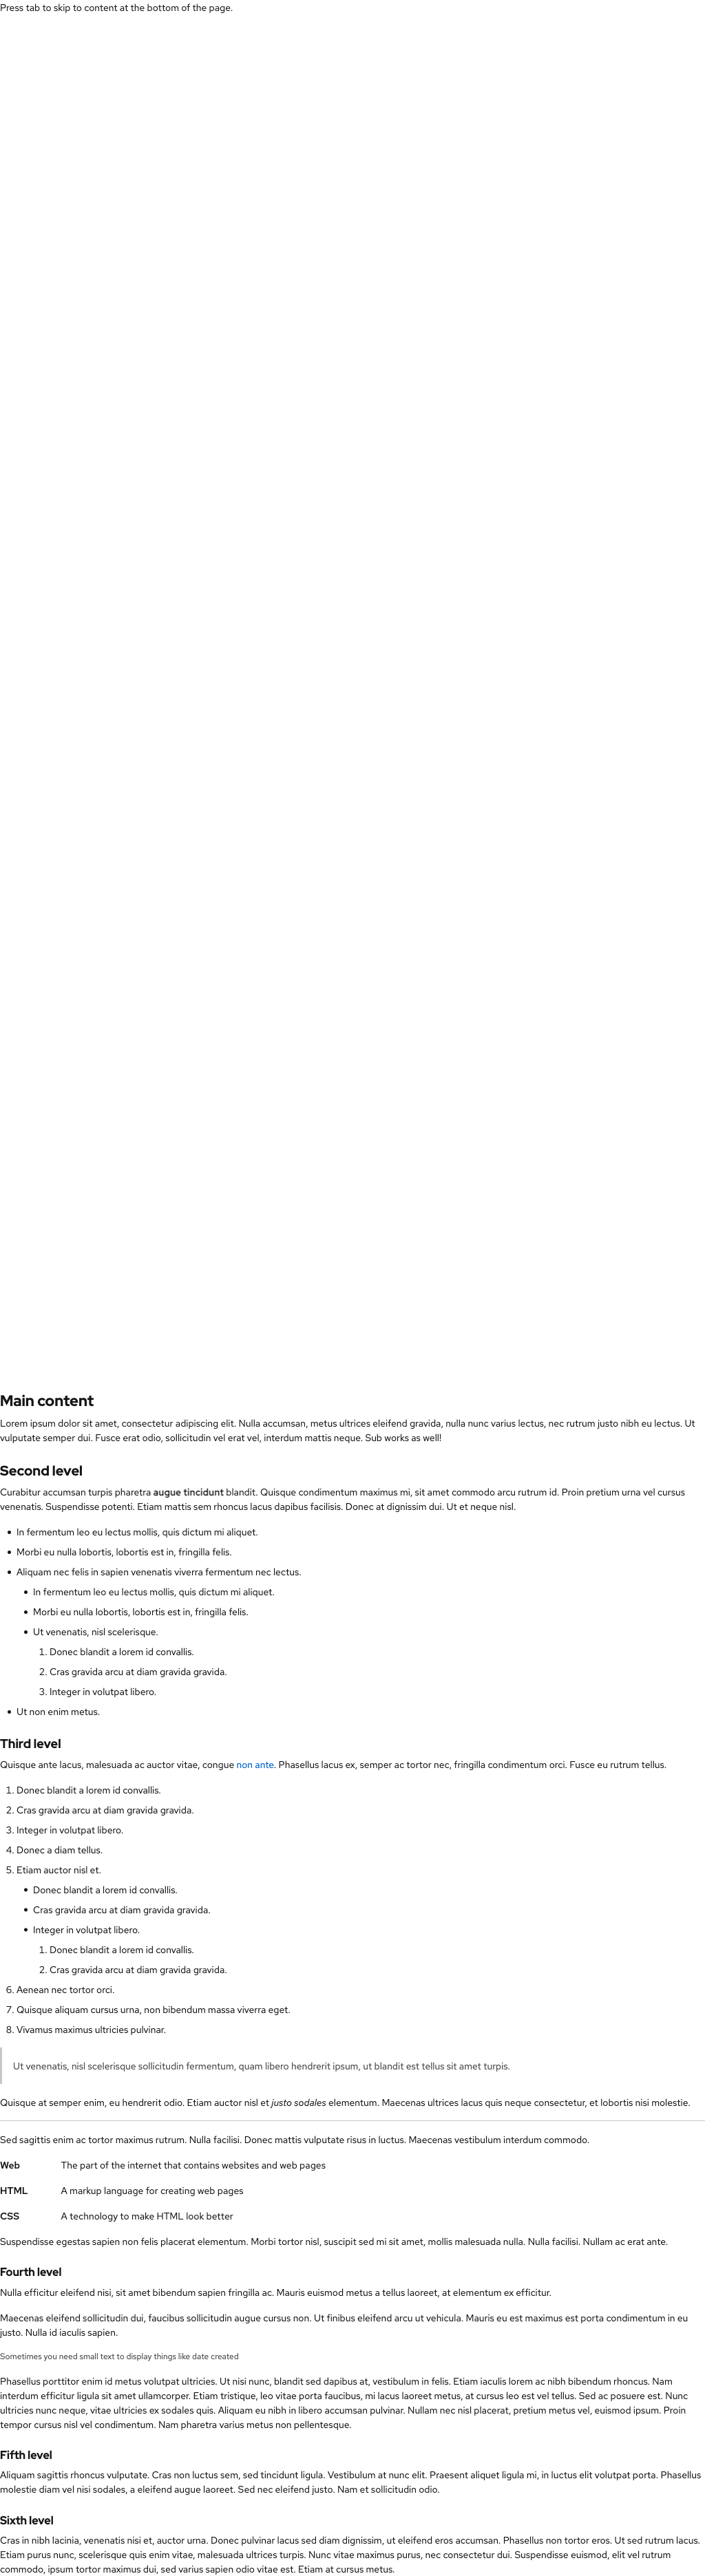 Press tab to skip to content at the bottom of the page.
Main content
Lorem ipsum dolor sit amet, consectetur adipiscing elit. Nulla accumsan, metus ultrices eleifend gravida, nulla nunc varius lectus, nec rutrum justo nibh eu lectus. Ut
vulputate semper dui. Fusce erat odio, sollicitudin vel erat vel, interdum mattis neque. Sub works as well!
Second level
Curabitur accumsan turpis pharetra augue tincidunt blandit. Quisque condimentum maximus mi, sit amet commodo arcu rutrum id. Proin pretium urna vel cursus
venenatis. Suspendisse potenti. Etiam mattis sem rhoncus lacus dapibus facilisis. Donec at dignissim dui. Ut et neque nisl.
• In fermentum leo eu lectus mollis, quis dictum mi aliquet.
• Morbi eu nulla lobortis, lobortis est in, fringilla felis.
• Aliquam nec felis in sapien venenatis viverra fermentum nec lectus.
• In fermentum leo eu lectus mollis, quis dictum mi aliquet.
• Morbi eu nulla lobortis, lobortis est in, fringilla felis.
• Ut venenatis, nisl scelerisque.
1. Donec blandit a lorem id convallis.
2. Cras gravida arcu at diam gravida gravida.
3. Integer in volutpat libero.
• Ut non enim metus.
Third level
Quisque ante lacus, malesuada ac auctor vitae, congue non ante. Phasellus lacus ex, semper ac tortor nec, fringilla condimentum orci. Fusce eu rutrum tellus.
1. Donec blandit a lorem id convallis.
2. Cras gravida arcu at diam gravida gravida.
3. Integer in volutpat libero.
4. Donec a diam tellus.
5. Etiam auctor nisl et.
• Donec blandit a lorem id convallis.
• Cras gravida arcu at diam gravida gravida.
• Integer in volutpat libero.
1. Donec blandit a lorem id convallis.
2. Cras gravida arcu at diam gravida gravida.
6. Aenean nec tortor orci.
7. Quisque aliquam cursus urna, non bibendum massa viverra eget.
8. Vivamus maximus ultricies pulvinar.
Ut venenatis, nisl scelerisque sollicitudin fermentum, quam libero hendrerit ipsum, ut blandit est tellus sit amet turpis.
Quisque at semper enim, eu hendrerit odio. Etiam auctor nisl et justo sodales elementum. Maecenas ultrices lacus quis neque consectetur, et lobortis nisi molestie.
Sed sagittis enim ac tortor maximus rutrum. Nulla facilisi. Donec mattis vulputate risus in luctus. Maecenas vestibulum interdum commodo.
Web The part of the internet that contains websites and web pages
HTML A markup language for creating web pages
CSS A technology to make HTML look better
Suspendisse egestas sapien non felis placerat elementum. Morbi tortor nisl, suscipit sed mi sit amet, mollis malesuada nulla. Nulla facilisi. Nullam ac erat ante.
Fourth level
Nulla efficitur eleifend nisi, sit amet bibendum sapien fringilla ac. Mauris euismod metus a tellus laoreet, at elementum ex efficitur.
Maecenas eleifend sollicitudin dui, faucibus sollicitudin augue cursus non. Ut finibus eleifend arcu ut vehicula. Mauris eu est maximus est porta condimentum in eu
justo. Nulla id iaculis sapien.
Sometimes you need small text to display things like date created
Phasellus porttitor enim id metus volutpat ultricies. Ut nisi nunc, blandit sed dapibus at, vestibulum in felis. Etiam iaculis lorem ac nibh bibendum rhoncus. Nam
interdum efficitur ligula sit amet ullamcorper. Etiam tristique, leo vitae porta faucibus, mi lacus laoreet metus, at cursus leo est vel tellus. Sed ac posuere est. Nunc
ultricies nunc neque, vitae ultricies ex sodales quis. Aliquam eu nibh in libero accumsan pulvinar. Nullam nec nisl placerat, pretium metus vel, euismod ipsum. Proin
tempor cursus nisl vel condimentum. Nam pharetra varius metus non pellentesque.
Fifth level
Aliquam sagittis rhoncus vulputate. Cras non luctus sem, sed tincidunt ligula. Vestibulum at nunc elit. Praesent aliquet ligula mi, in luctus elit volutpat porta. Phasellus
molestie diam vel nisi sodales, a eleifend augue laoreet. Sed nec eleifend justo. Nam et sollicitudin odio.
Sixth level
Cras in nibh lacinia, venenatis nisi et, auctor urna. Donec pulvinar lacus sed diam dignissim, ut eleifend eros accumsan. Phasellus non tortor eros. Ut sed rutrum lacus.
Etiam purus nunc, scelerisque quis enim vitae, malesuada ultrices turpis. Nunc vitae maximus purus, nec consectetur dui. Suspendisse euismod, elit vel rutrum
commodo, ipsum tortor maximus dui, sed varius sapien odio vitae est. Etiam at cursus metus.